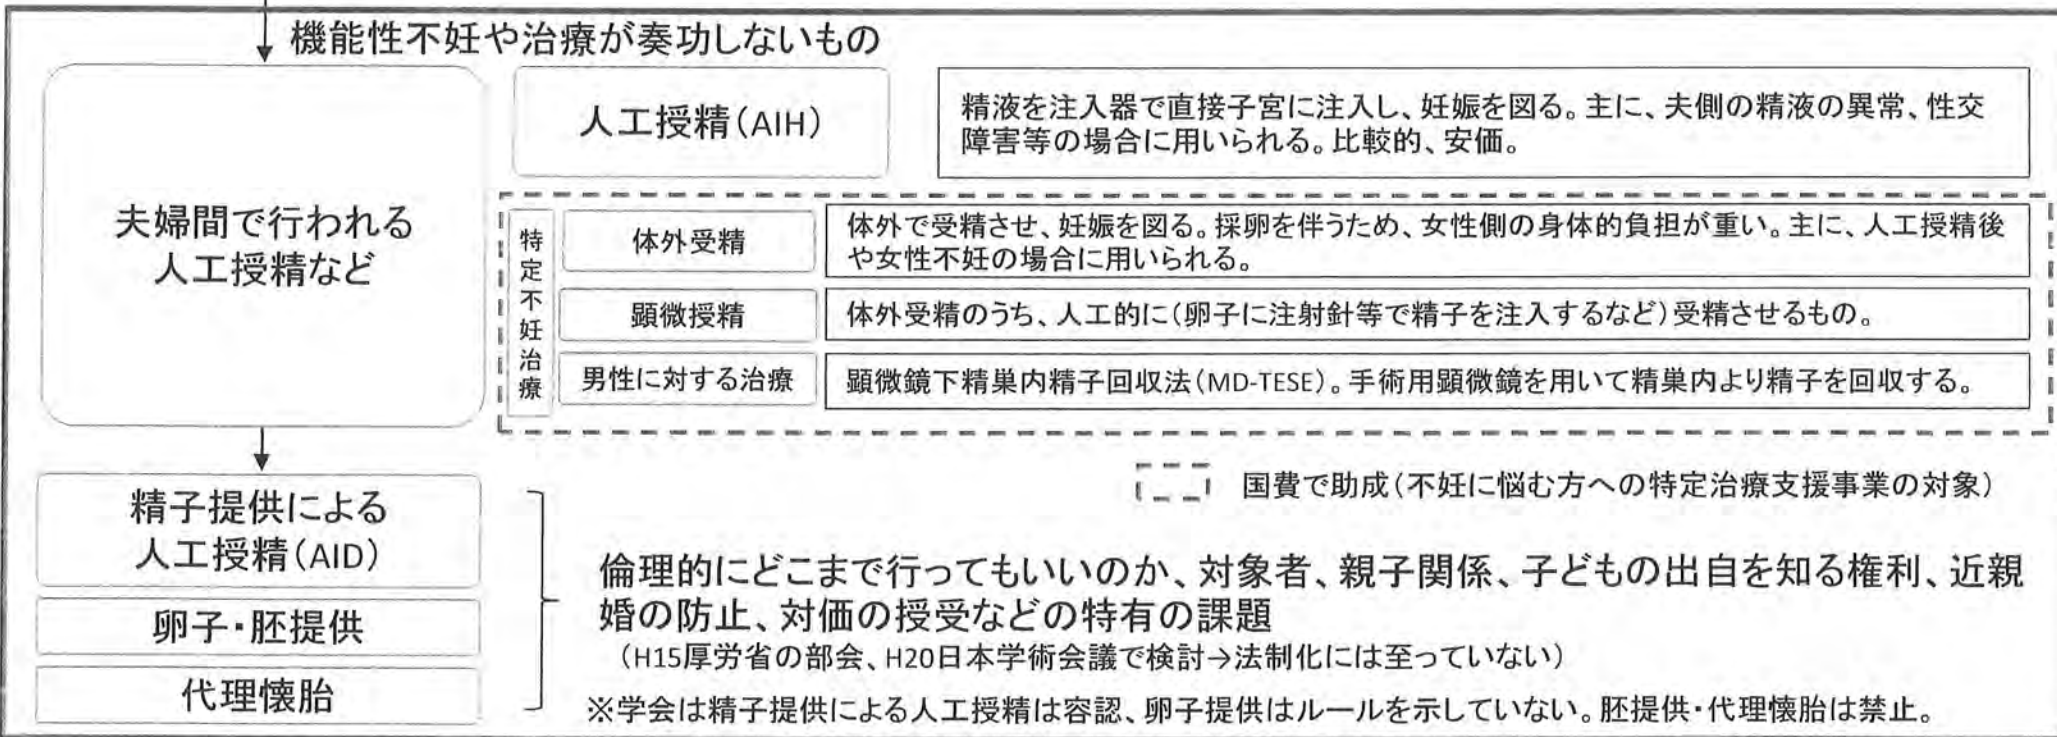 機能性不妊や治療が奏功しないもの
夫婦間で行われる
人工授精など
人工授精(AIH)
精液を注入器で直接子宮に注入し、妊娠を図る。主に、夫側の精液の異常、性交
障害等の場合に用いられる。比較的、安価。
特定不妊治療
体外受精
体外で受精させ、妊娠を図る。採卵を伴うため、女性側の身体的負担が重い。主に、人工授精後
や女性不妊の場合に用いられる。
顕微授精
体外受精のうち、人工的に(卵子に注射針等で精子を注入するなど)受精させるもの。
男性に対する治療
顕微鏡下精巣内精子回収法(MD-TESE)。手術用顕微鏡を用いて精巣内より精子を回収する。
国費で助成(不妊に悩む方への特定治療支援事業の対象)
精子提供による
人工授精(AID)
卵子・胚提供
代理懐胎
倫理的にどこまで行ってもいいのか、対象者、親子関係、子どもの出自を知る権利、近親
婚の防止、対価の授受などの特有の課題
(H15厚労省の部会、H20日本学術会議で検討→法制化には至っていない)
※学会は精子提供による人工授精は容認、卵子提供はルールを示していない。胚提供・代理懐胎は禁止。